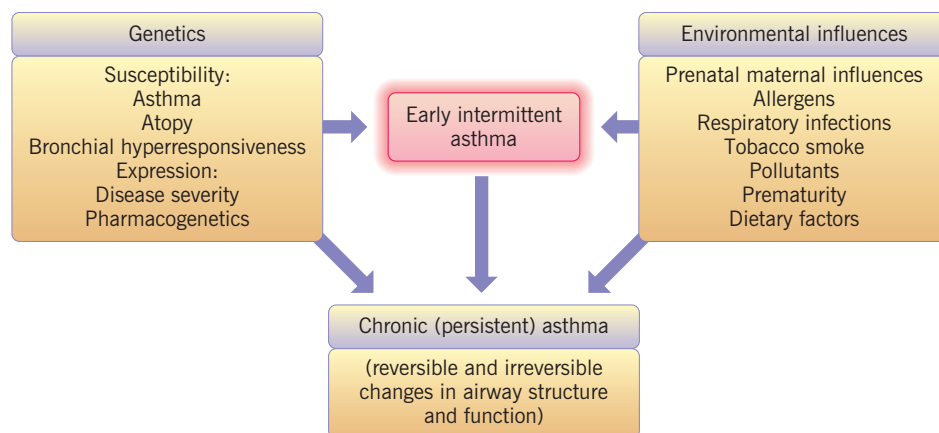 Genetics
Susceptibility:
Asthma
Atopy
Bronchial hyperresponsiveness
Expression:
Disease severity
Pharmacogenetics
Early intermittent
asthma
Environmental influences
Prenatal maternal influences
Allergens
Respiratory infections
Tobacco smoke
Pollutants
Prematurity
Dietary factors
Chronic (persistent) asthma
(reversible and irreversible
changes in airway structure
and function)